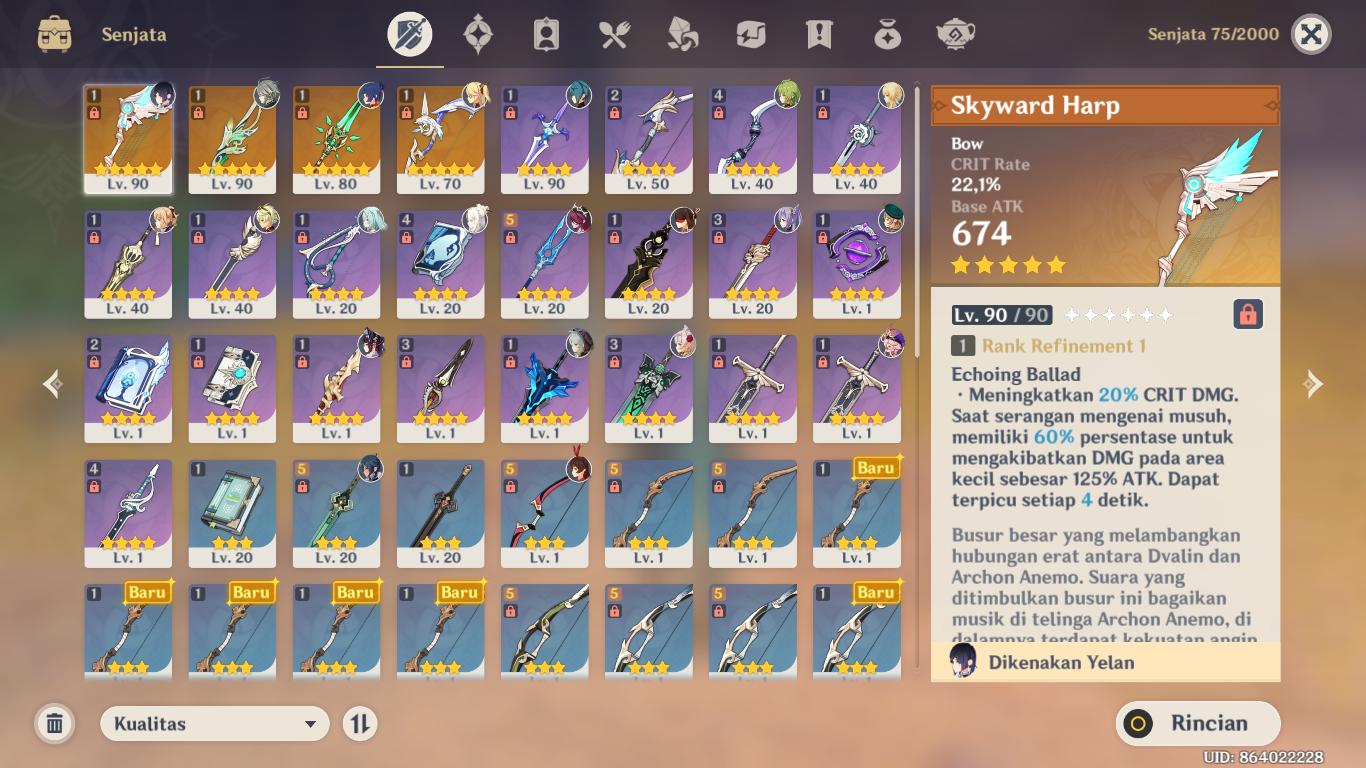 Senjata
Senjata 75/2000
1
1
1
1
1
2
4
1
Lv. 90
Lv. 90
Lv. 80
Lv. 70
Lv. 90
Lv. 50
Lv. 40
Lv. 40
1
1
1
4
5
1
3
1
Lv. 40
Lv. 40
Lv. 20
Lv. 20
Lv. 20
Lv. 20
Lv. 20
Lv. 1
2
1
1
3
1
3
1
1
Lv. 1
Lv. 1
Lv. 1
Lv. 1
Lv. 1
Lv. 1
Lv. 1
Lv. 1
4
1
5
1
5
5
5
1
Baru
Lv. 1
Lv. 20
Lv. 20
Lv. 20
Lv. 1
Lv. 1
Lv. 1
Lv. 1
1
Baru
1
Baru
1
Baru
1
Baru
5
5
5
1
Baru
Skyward Harp
Bow
CRIT Rate
22,1%
Base ATK
674
Lv. 90 / 90
1 Rank Refinement 1
Echoing Ballad
· Meningkatkan 20% CRIT DMG.
Saat serangan mengenai musuh,
memiliki 60% persentase untuk
mengakibatkan DMG pada area
kecil sebesar 125% ATK. Dapat
terpicu setiap 4 detik.
Busur besar yang melambangkan
hubungan erat antara Dvalin dan
Archon Anemo. Suara yang
ditimbulkan busur ini bagaikan
musik di telinga Archon Anemo, di
dalamnya terdapat kekuatan angin
Dikenakan Yelan
Kualitas
Rincian
UID: 864022228